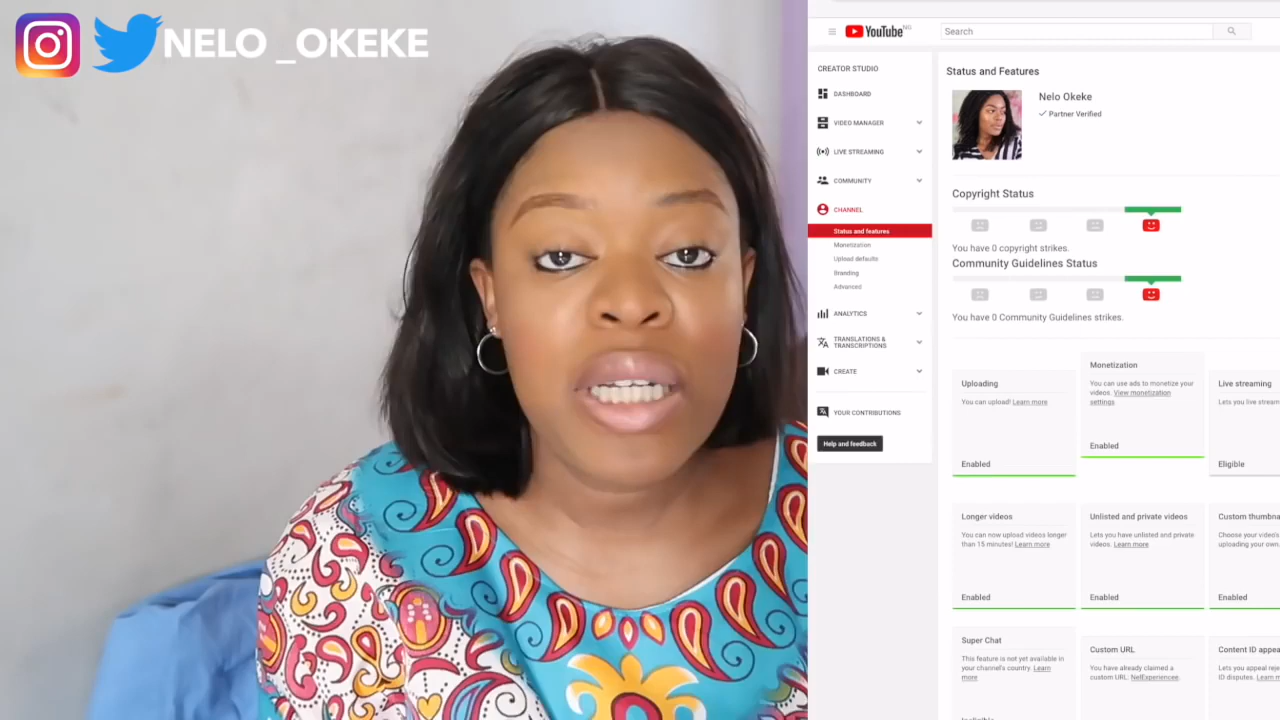 NELO _OKEKE
YouTube NG
Search
CREATOR STUDIO
DASHBOARD
VIDEO MANAGER
LIVE STREAMING
COMMUNITY
CHANNEL
Status and features
Monetization
Upload defaults
Branding
Advanced
ANALYTICS
TRANSLATIONS &
TRANSCRIPTIONS
CREATE
YOUR CONTRIBUTIONS
Help and feedback
Status and Features
Nelo Okeke
Partner Verified
Copyright Status
You have 0 copyright strikes.
Community Guidelines Status
You have 0 Community Guidelines strikes.
Uploading
You can upload! Learn more
Enabled
Monetization
You can use ads to monetize your
videos. View monetization
settings
Enabled
Live streaming
Lets you live stream
Eligible
Longer videos
You can now upload videos longer
than 15 minutes! Learn more
Enabled
Unlisted and private videos
Lets you have unlisted and private
videos. Learn more
Enabled
Custom thumbna
Choose your video's
uploading your own.
Enabled
Super Chat
This feature is not yet available in
your channel's country. Learn
more
Ineligible
Custom URL
You have already claimed a
custom URL: NelExperiencee.
Content ID appea
Lets you appeal reje
ID disputes. Learn m